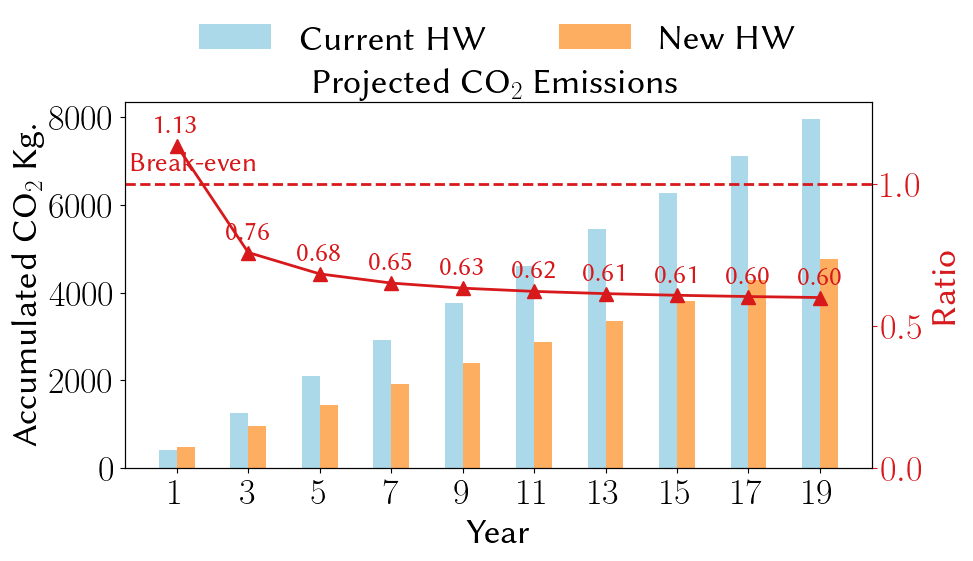 Current HW New HW
Projected CO₂ Emissions
Accumulated CO₂ Kg.
8000
6000
4000
2000
0
1.13
Break-even
0.76
0.68
0.65
0.63
0.62
0.61
0.61
0.60
0.60
1.0
0.5
0.0
Ratio
1 3 5 7 9 11 13 15 17 19
Year